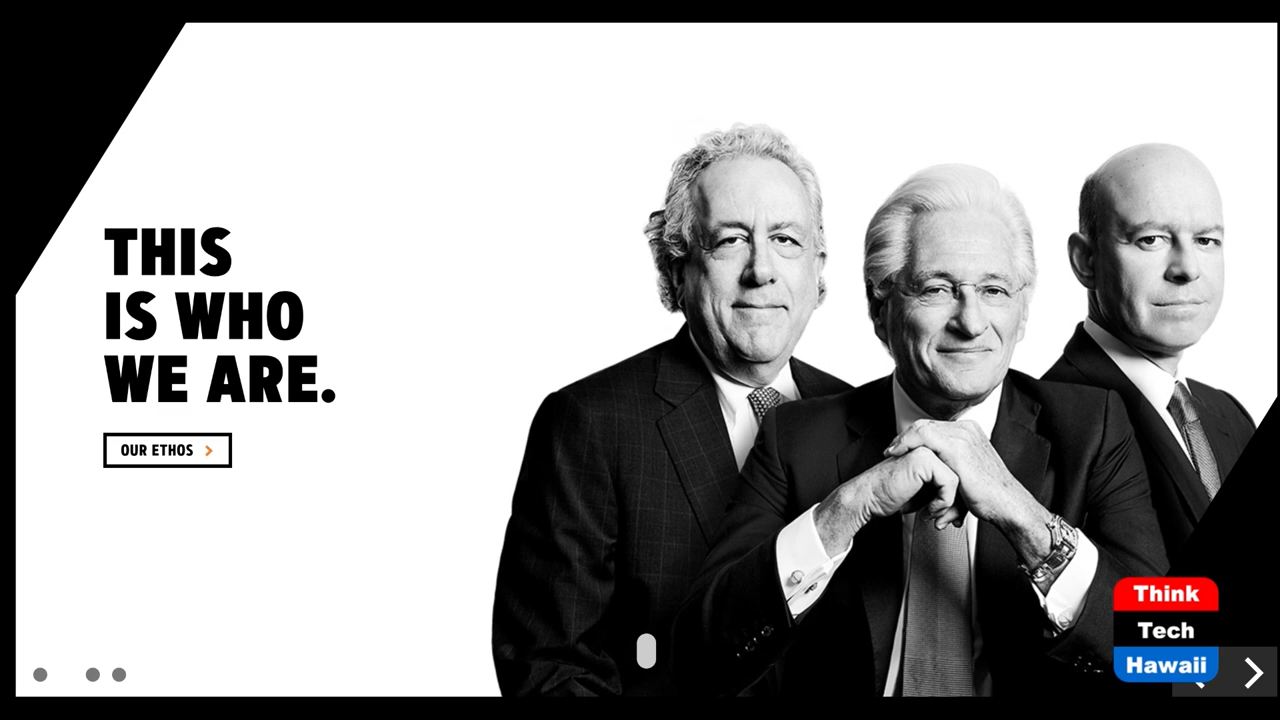 THIS
IS WHO
WE ARE.
OUR ETHOS
Think
Tech
Hawaii